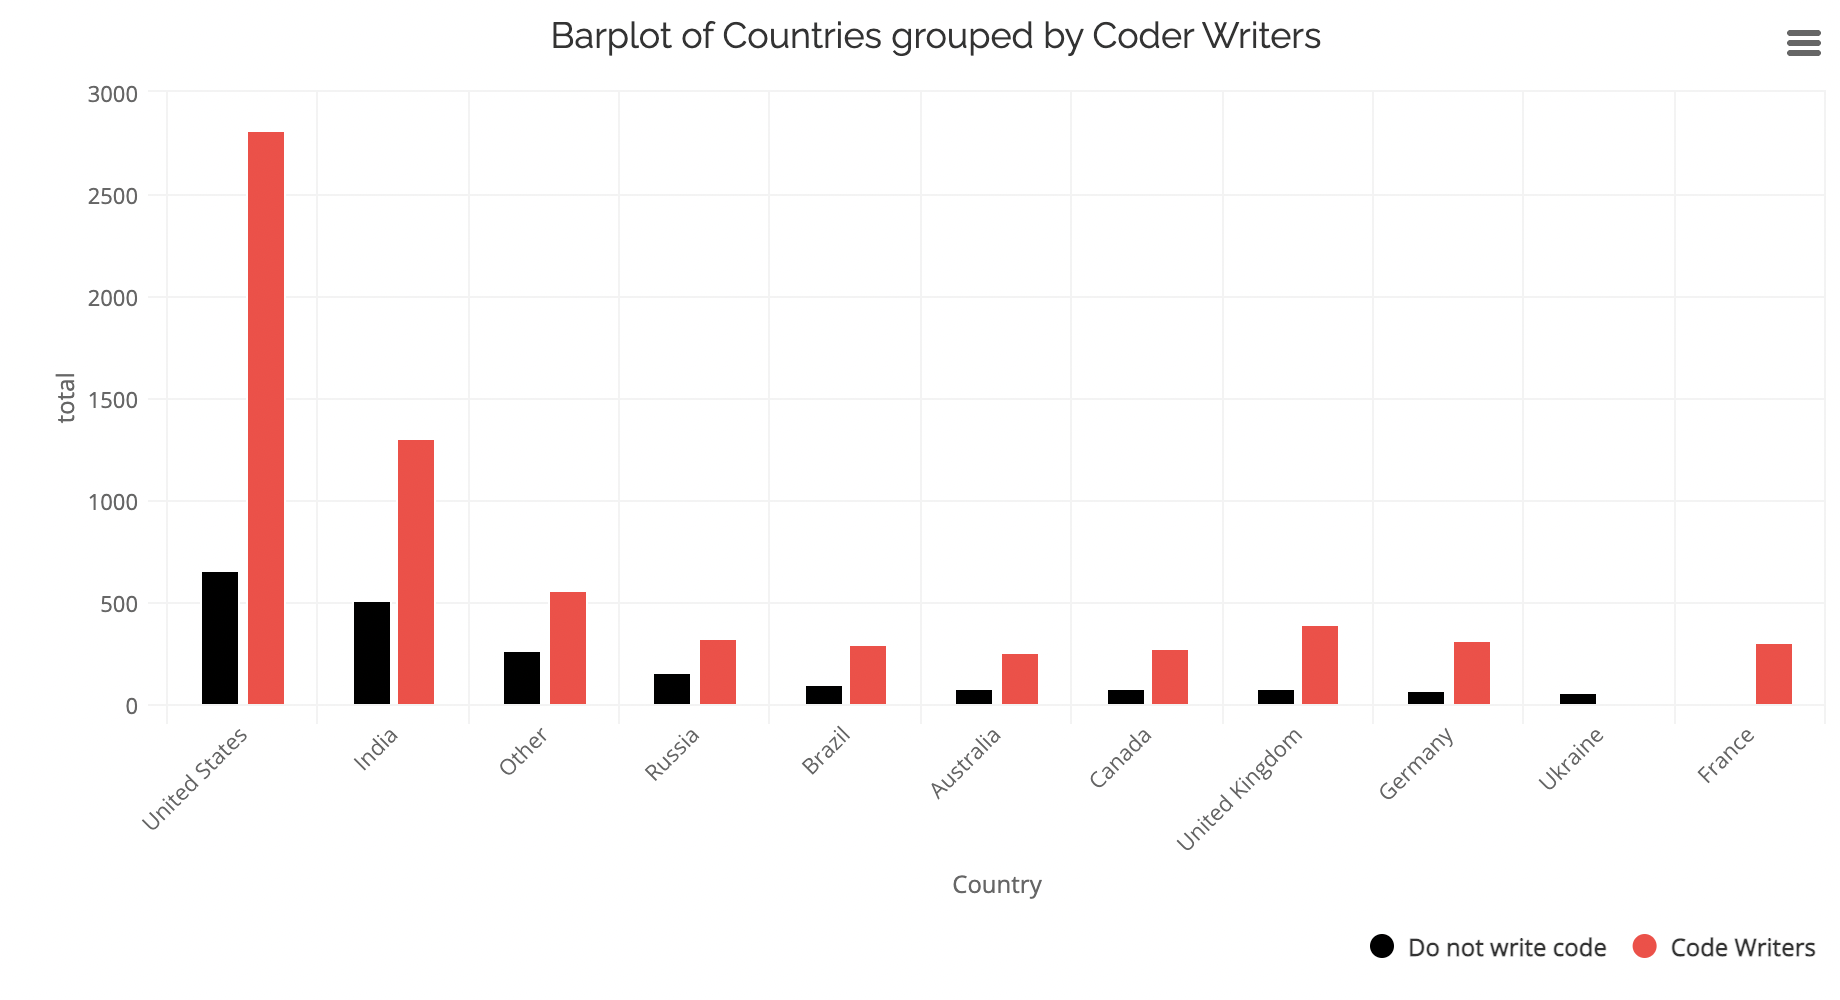 Barplot of Countries grouped by Coder Writers
3000
2500
2000
1500
1000
500
0
total
United States
India
Other
Russia
Brazil
Australia
Canada
United Kingdom
Germany
Ukraine
France
Country
Do not write code
Code Writers